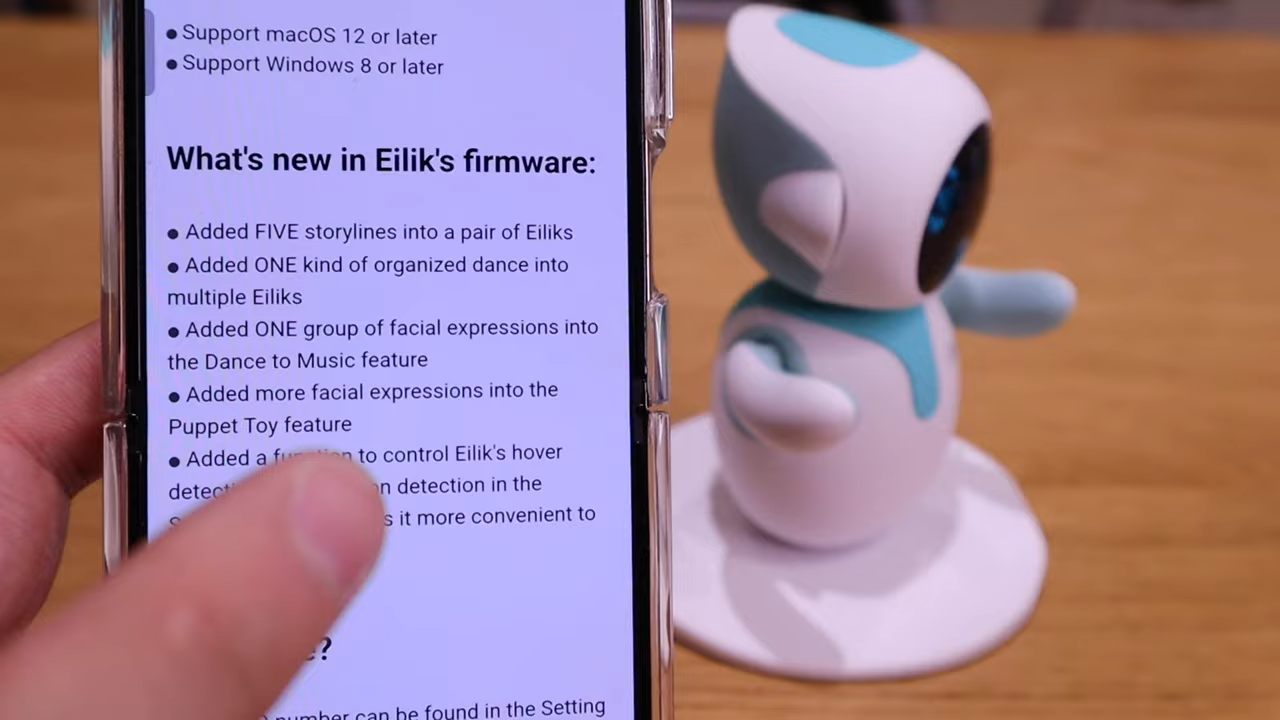 ● Support macOS 12 or later
● Support Windows 8 or later
What's new in Eilik's firmware:
● Added FIVE storylines into a pair of Eiliks
● Added ONE kind of organized dance into
multiple Eiliks
● Added ONE group of facial expressions into
the Dance to Music feature
● Added more facial expressions into the
Puppet Toy feature
● Added a function to control Eilik's hover
detection in the
it more convenient to
?
number can be found in the Setting